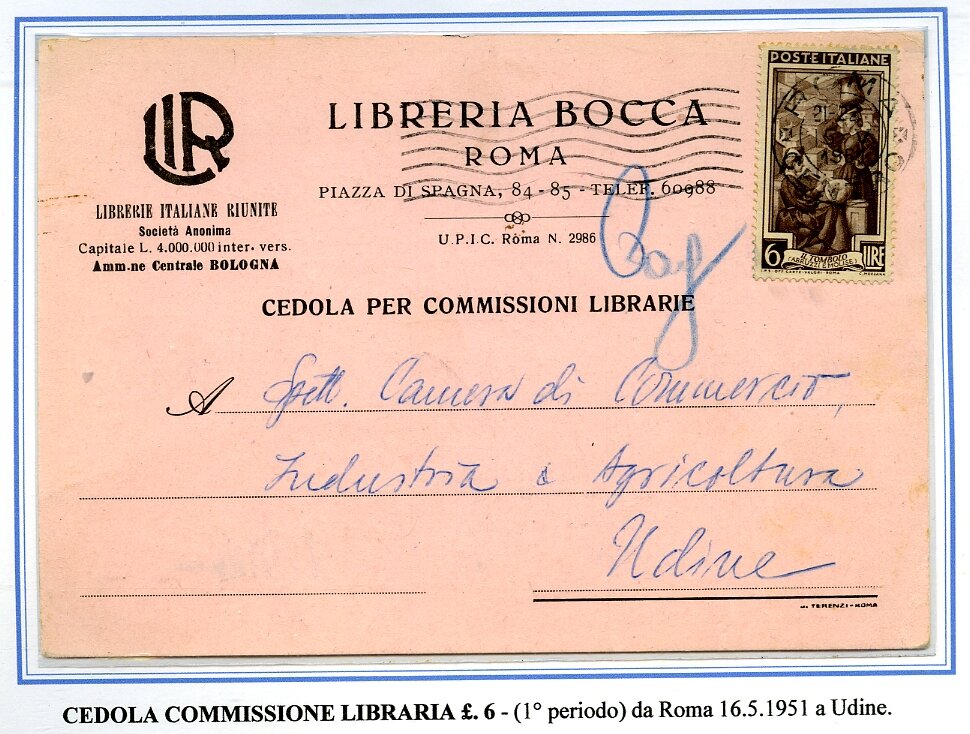 LIR
LIBRERIE ITALIANE RIUNITE
Società Anonima
Capitale L. 4.000.000 inter. vers.
Amm.ne Centrale BOLOGNA
LIBRERIA BOCCA
ROMA
PIAZZA DI SPAGNA, 84 - 85 - TELEF. 60988
U.P.I.C. Roma N. 2986
POSTE ITALIANE
ROMA
6 IL TOMBOLO LIRE
(ABRUZZI E MOLISE)
CEDOLA PER COMMISSIONI LIBRARIE
A Spett. Camera di Commercio,
Industria e Agricoltura
Udine
TERENZI - ROMA
CEDOLA COMMISSIONE LIBRARIA £. 6 - (1° periodo) da Roma 16.5.1951 a Udine.